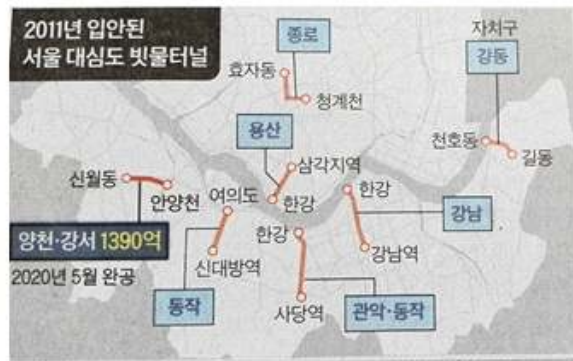 2011년 입안된
서울 대심도 빗물터널
종로
효자동
청계천
자치구
강동
천호동
길동
용산
삼각지역
한강
신월동
안양천
양천·강서 1390억
2020년 5월 완공
여의도
신대방역
동작
한강
사당역
관악·동작
한강
강남역
강남